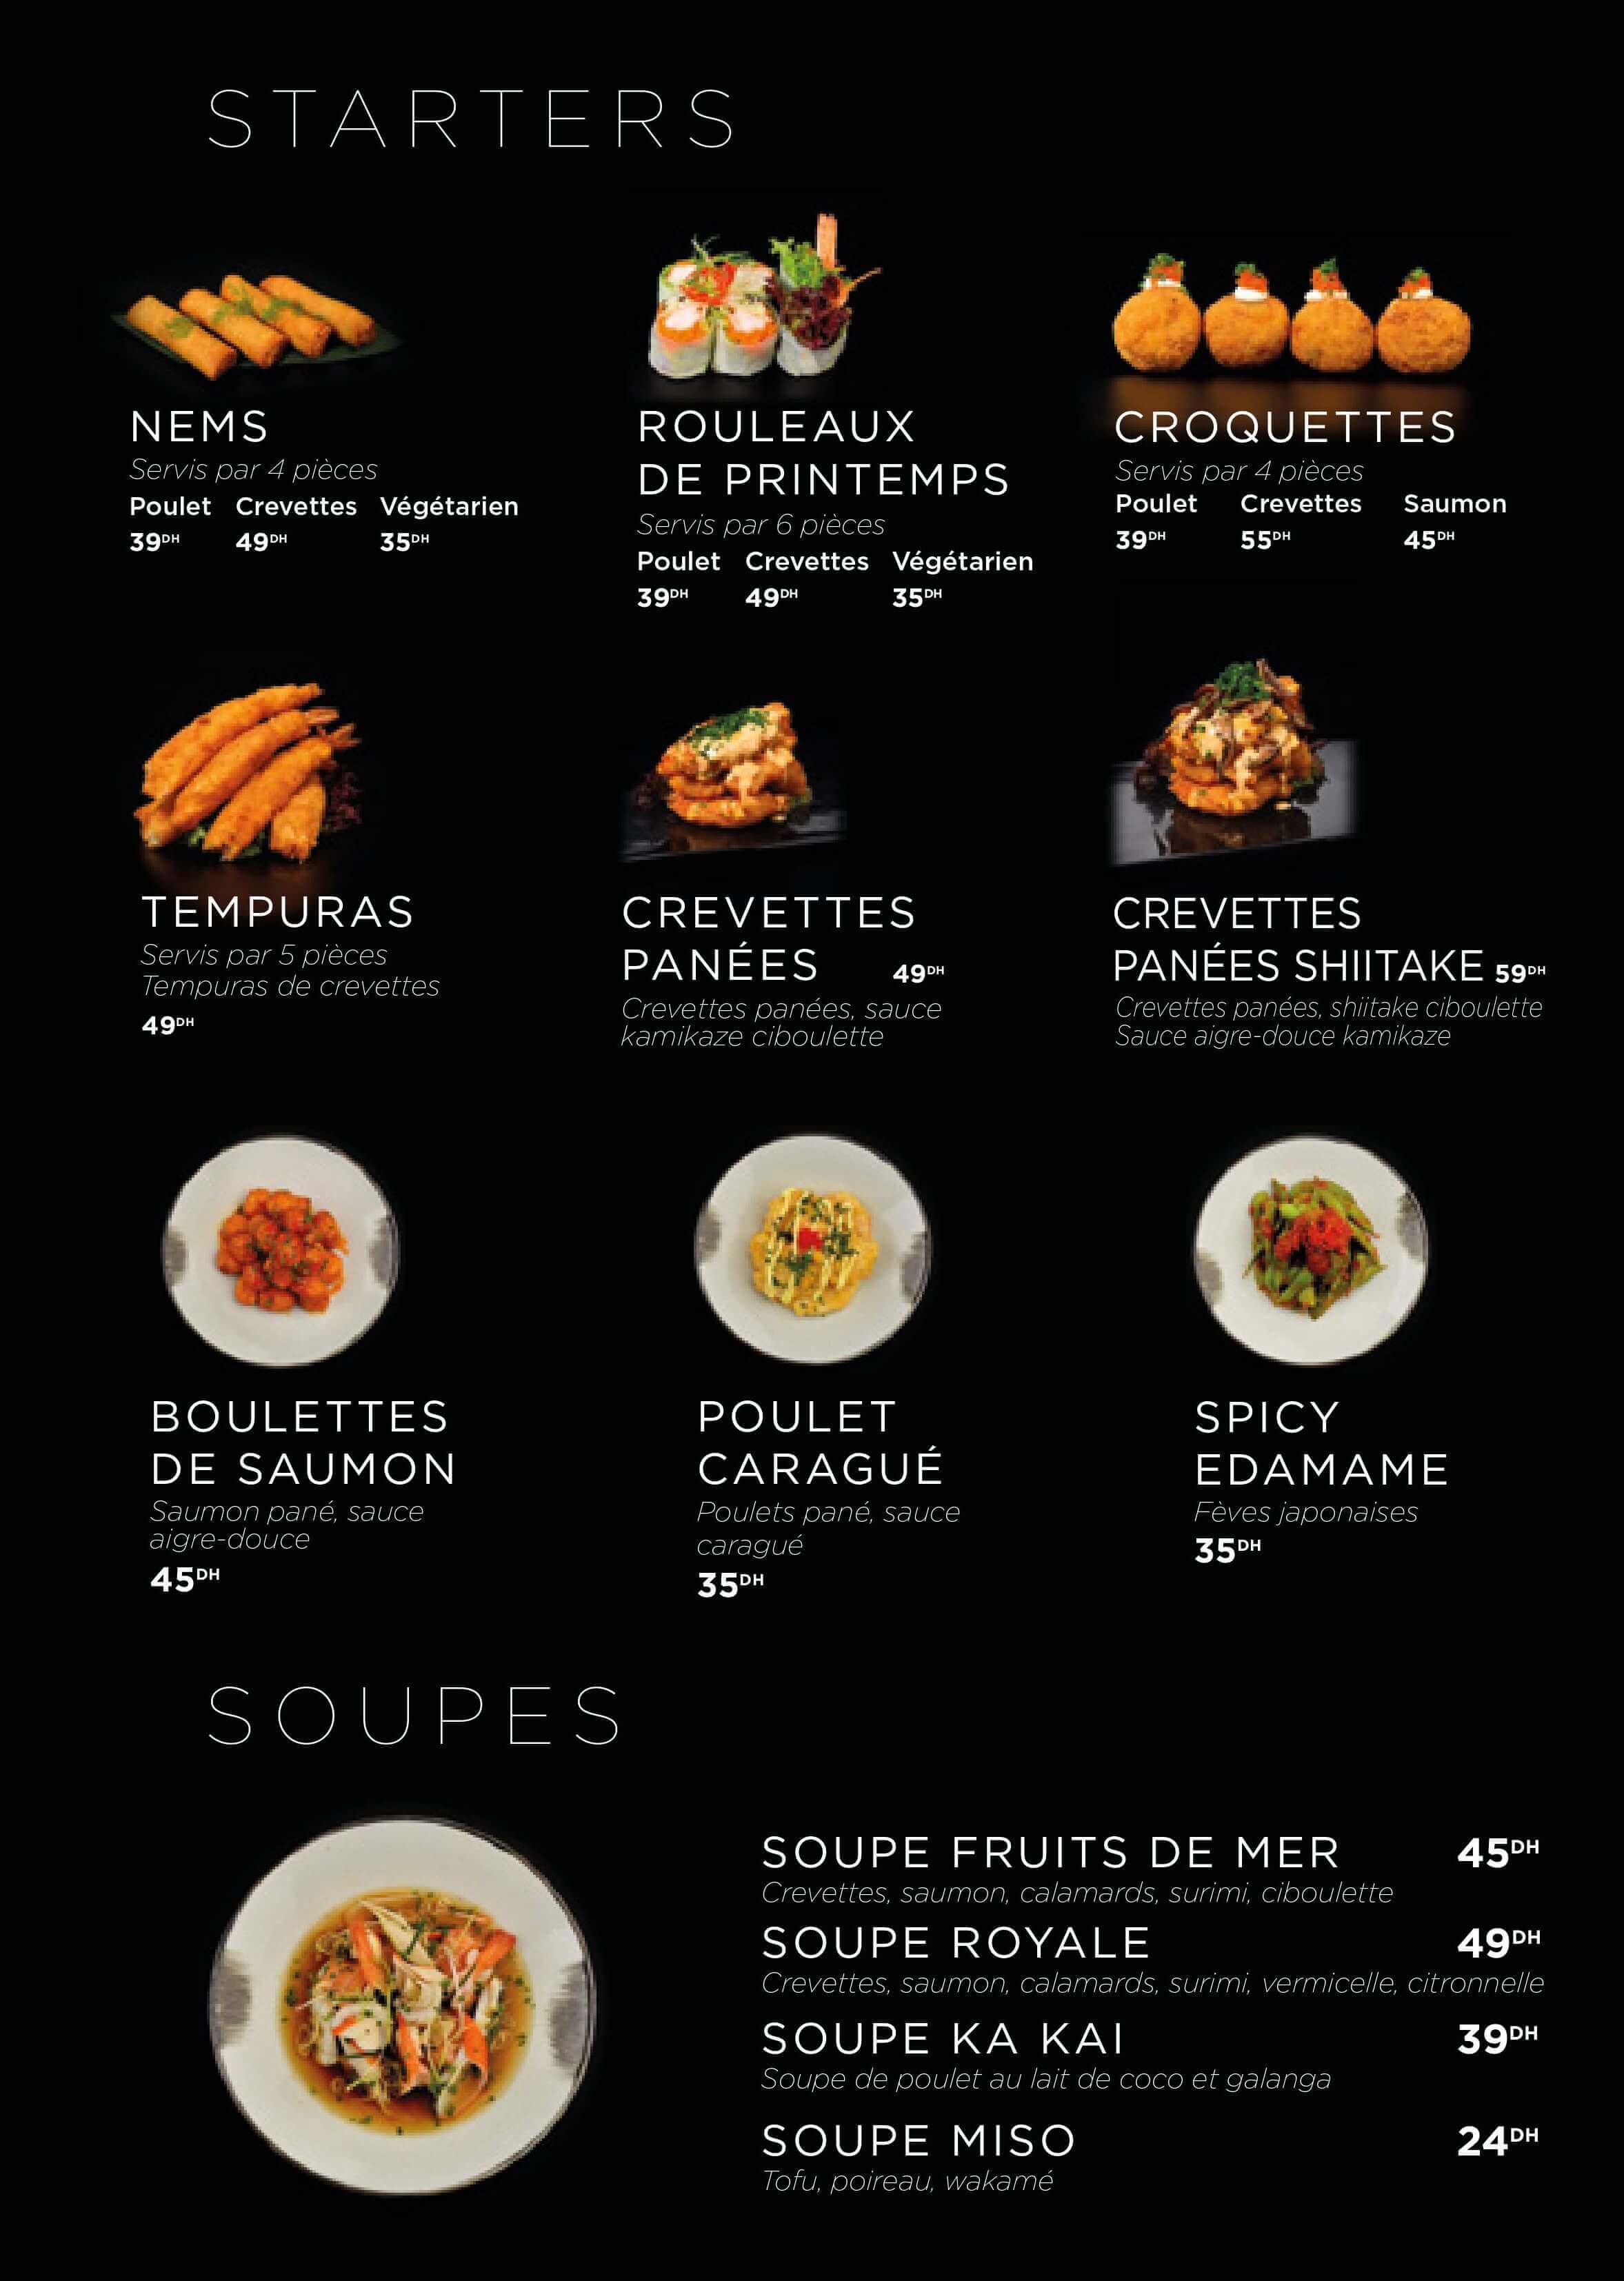 STARTERS
NEMS
Servis par 4 pièces
Poulet Crevettes Végétarien
39DH 49DH 35DH
ROULEAUX
DE PRINTEMPS
Servis par 6 pièces
Poulet Crevettes Végétarien
39DH 49DH 35DH
CROQUETTES
Servis par 4 pièces
Poulet Crevettes Saumon
39DH 55DH 45DH
TEMPURAS
Servis par 5 pièces
Tempuras de crevettes
49DH
CREVETTES
PANÉES 49DH
Crevettes panées, sauce
kamikaze ciboulette
CREVETTES
PANÉES SHIITAKE 59DH
Crevettes panées, shiitake ciboulette
Sauce aigre-douce kamikaze
BOULETTES
DE SAUMON
Saumon pané, sauce
aigre-douce
45DH
POULET
CARAGUÉ
Poulets pané, sauce
caragué
35DH
SPICY
EDAMAME
Fèves japonaises
35DH
SOUPES
SOUPE FRUITS DE MER 45DH
Crevettes, saumon, calamards, surimi, ciboulette
SOUPE ROYALE 49DH
Crevettes, saumon, calamards, surimi, vermicelle, citronnelle
SOUPE KA KAI 39DH
Soupe de poulet au lait de coco et galanga
SOUPE MISO 24DH
Tofu, poireau, wakamé